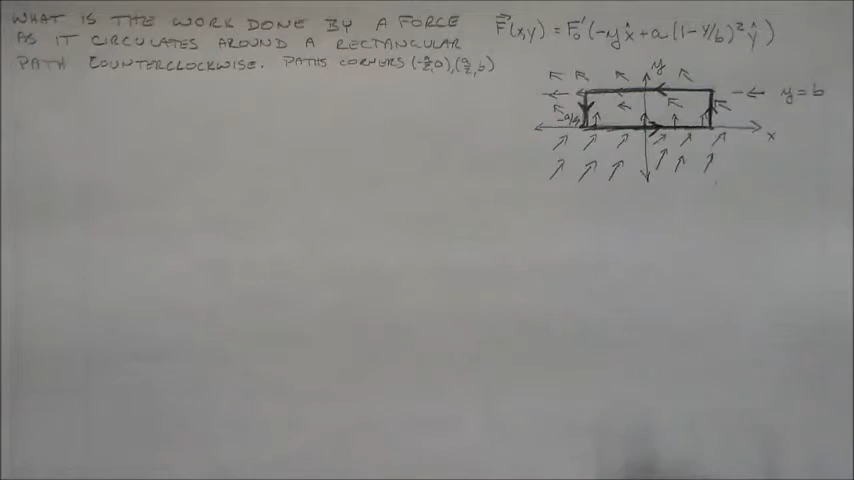 WHAT IS THE WORK DONE BY A FORCE
AS IT CIRCULATES AROUND A RECTANGULAR
PATH COUNTERCLOCKWISE. PATHS CORNERS (-a/2, 0), (a/2, b)
F⃗(x,y) = F₀'(-y x̂ + a (1 - y/b)² ŷ)
y
y = b
-a/2
x